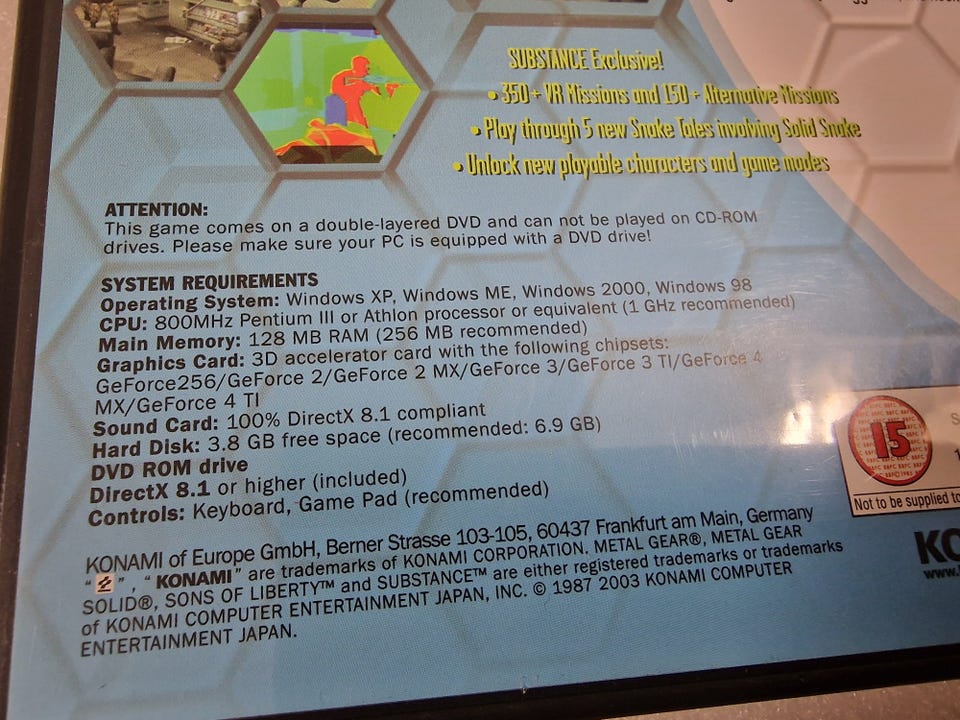 SUBSTANCE Exclusive!
• 350+ VR Missions and 150+ Alternative Missions
• Play through 5 new Snake Tales involving Solid Snake
• Unlock new playable characters and game modes
ATTENTION:
This game comes on a double-layered DVD and can not be played on CD-ROM
drives. Please make sure your PC is equipped with a DVD drive!
SYSTEM REQUIREMENTS
Operating System: Windows XP, Windows ME, Windows 2000, Windows 98
CPU: 800MHz Pentium III or Athlon processor or equivalent (1 GHz recommended)
Main Memory: 128 MB RAM (256 MB recommended)
Graphics Card: 3D accelerator card with the following chipsets:
GeForce256/GeForce 2/GeForce 2 MX/GeForce 3/GeForce 3 TI/GeForce 4
MX/GeForce 4 TI
Sound Card: 100% DirectX 8.1 compliant
Hard Disk: 3.8 GB free space (recommended: 6.9 GB)
DVD ROM drive
DirectX 8.1 or higher (included)
Controls: Keyboard, Game Pad (recommended)
15
Not to be supplied to
KONAMI of Europe GmbH, Berner Strasse 103-105, 60437 Frankfurt am Main, Germany
" ", "KONAMI" are trademarks of KONAMI CORPORATION. METAL GEAR®, METAL GEAR
SOLID®, SONS OF LIBERTY™ and SUBSTANCE™ are either registered trademarks or trademarks
of KONAMI COMPUTER ENTERTAINMENT JAPAN, INC. © 1987 2003 KONAMI COMPUTER
ENTERTAINMENT JAPAN.
KO
www.